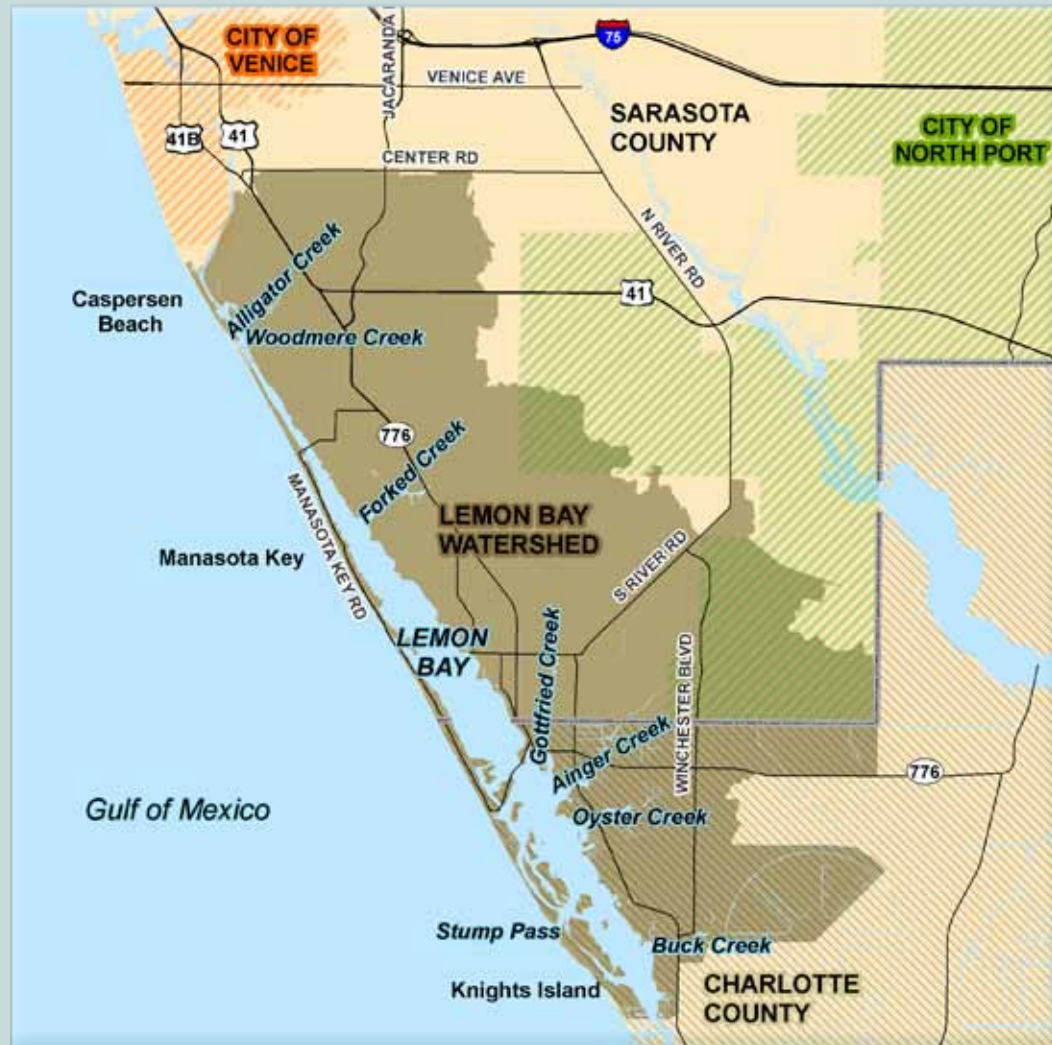 CITY OF
VENICE
JACARANDA
75
VENICE AVE
SARASOTA
COUNTY
CITY OF
NORTH PORT
41B
41
CENTER RD
N RIVER RD
Alligator Creek
41
Caspersen
Beach
Woodmere Creek
776
Forked Creek
MANASOTA KEY RD
LEMON BAY
WATERSHED
Manasota Key
S RIVER RD
LEMON
BAY
Gottfried Creek
WINCHESTER BLVD
Ainger Creek
776
Gulf of Mexico
Oyster Creek
Stump Pass
Buck Creek
Knights Island
CHARLOTTE
COUNTY